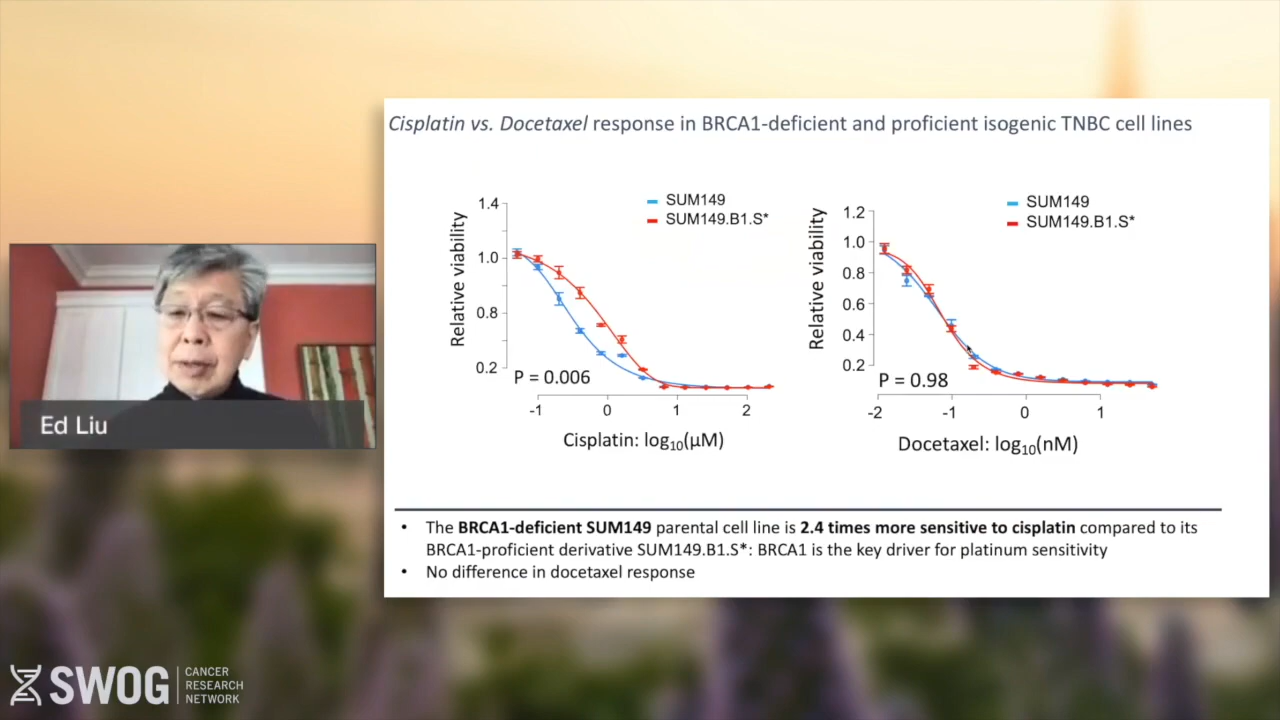 Cisplatin vs. Docetaxel response in BRCA1-deficient and proficient isogenic TNBC cell lines
1.4
1.0
0.8
0.2
Relative viability
SUM149
SUM149.B1.S*
P = 0.006
-1
0
1
2
Cisplatin: log10(µM)
1.2
1.0
0.8
0.6
0.4
0.2
Relative viability
SUM149
SUM149.B1.S*
P = 0.98
-2
-1
0
1
Docetaxel: log10(nM)
Ed Liu
• The BRCA1-deficient SUM149 parental cell line is 2.4 times more sensitive to cisplatin compared to its
BRCA1-proficient derivative SUM149.B1.S*: BRCA1 is the key driver for platinum sensitivity
• No difference in docetaxel response
SWOG
CANCER
RESEARCH
NETWORK